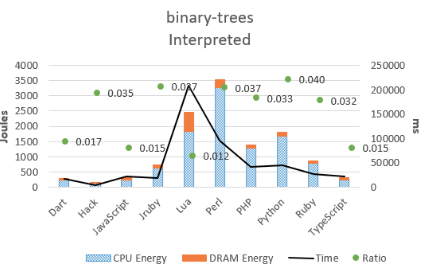 binary-trees
Interpreted
4000
3500
3000
2500
2000
1500
1000
500
0
Joules
250000
200000
150000
100000
50000
0
ms
0.017
0.035
0.015
0.037
0.012
0.037
0.033
0.040
0.032
0.015
Dart
Hack
JavaScript
Jruby
Lua
Perl
PHP
Python
Ruby
TypeScript
CPU Energy DRAM Energy Time Ratio